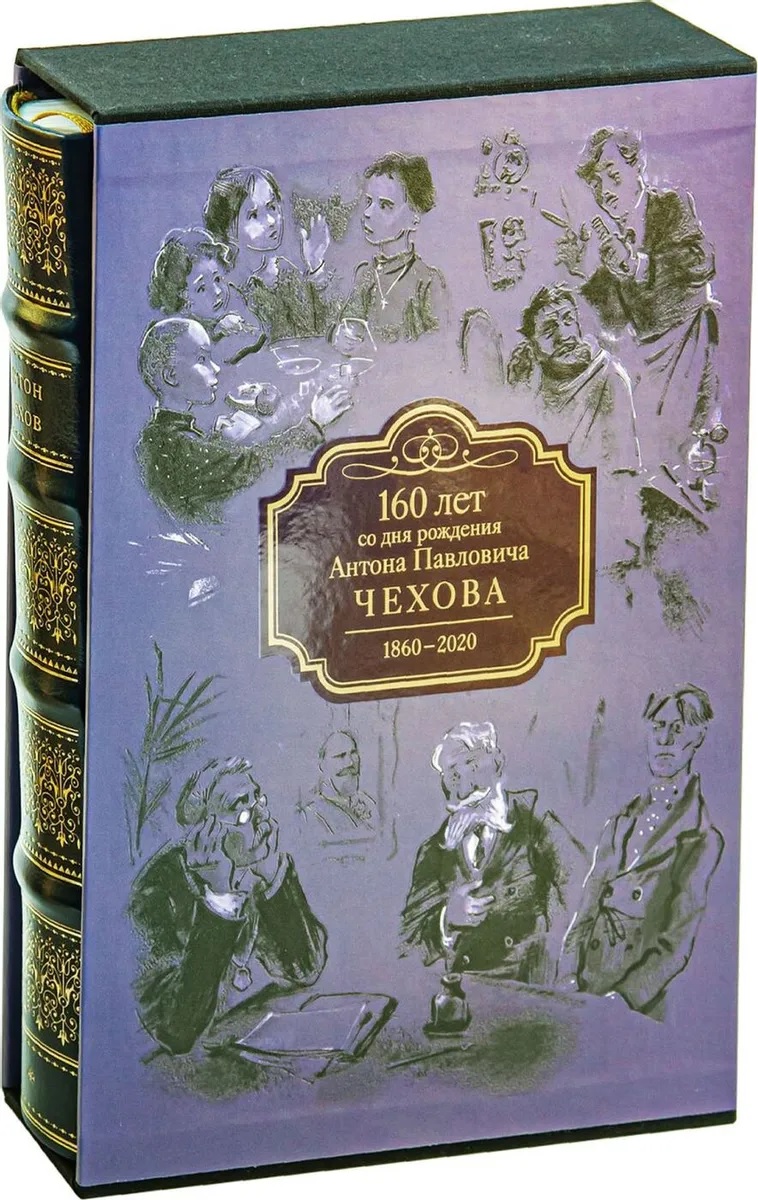 160 лет
со дня рождения
Антона Павловича
ЧЕХОВА
1860–2020